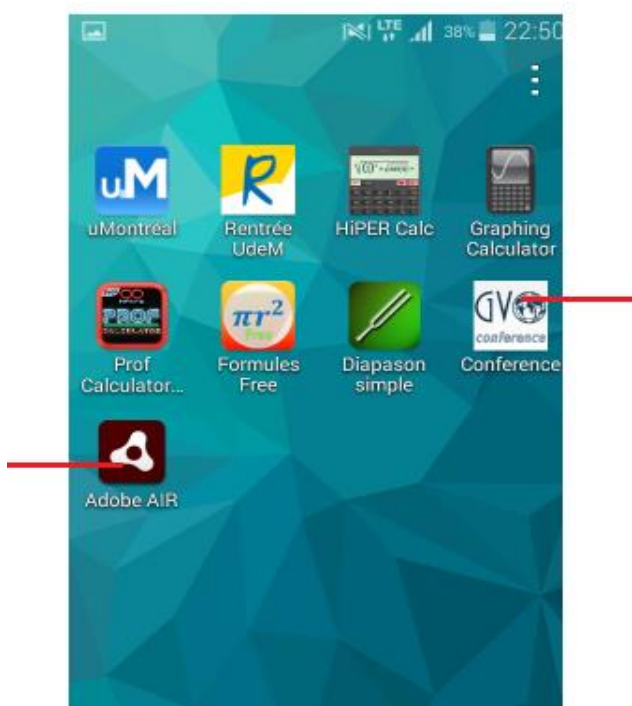 LTE 38% 22:50
uM
R
GVO
conference
πr²
Free
PROF
CALCULATOR
uMontréal
Rentrée
UdeM
HiPER Calc
Graphing
Calculator
Prof
Calculator...
Formules
Free
Diapason
simple
Conference
Adobe AIR